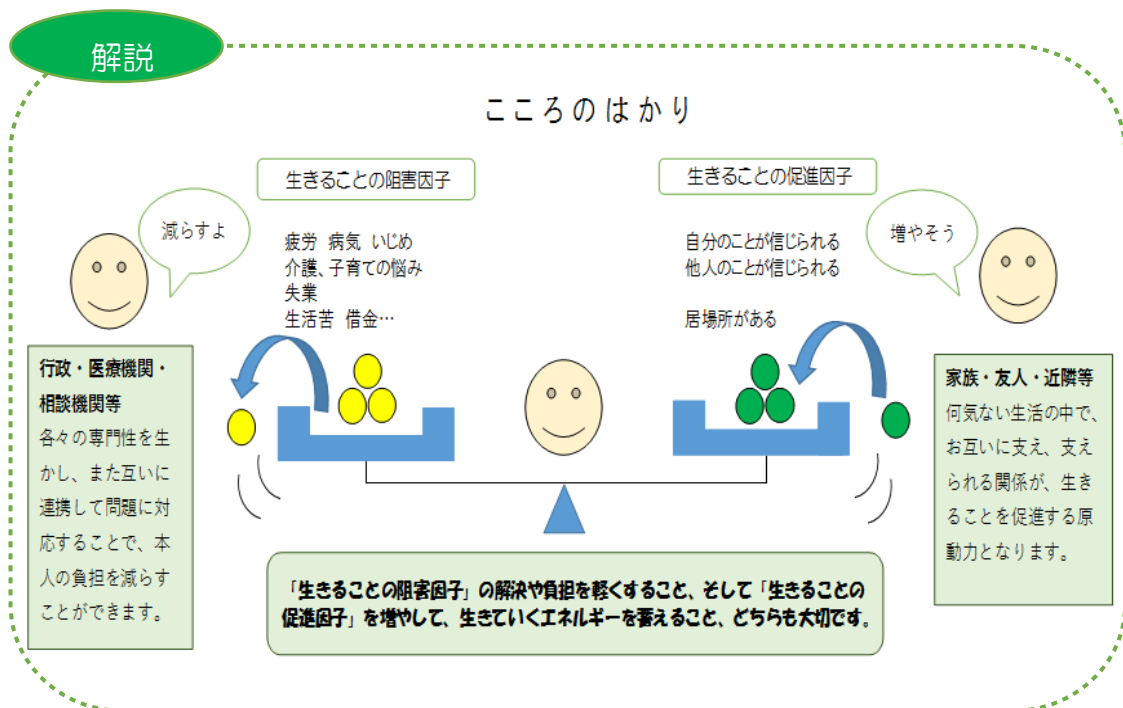 解説
こころのはかり
生きることの阻害因子
減らすよ
疲労 病気 いじめ
介護、子育ての悩み
失業
生活苦 借金…
行政・医療機関・
相談機関等
各々の専門性を生
かし、また互いに
連携して問題に対
応することで、本
人の負担を減らす
ことができます。
生きることの促進因子
増やそう
自分のことが信じられる
他人のことが信じられる
居場所がある
家族・友人・近隣等
何気ない生活の中で、
お互いに支え、支え
られる関係が、生き
ることを促進する原
動力となります。
「生きることの阻害因子」の解決や負担を軽くすること、そして「生きることの
促進因子」を増やして、生きていくエネルギーを蓄えること、どちらも大切です。